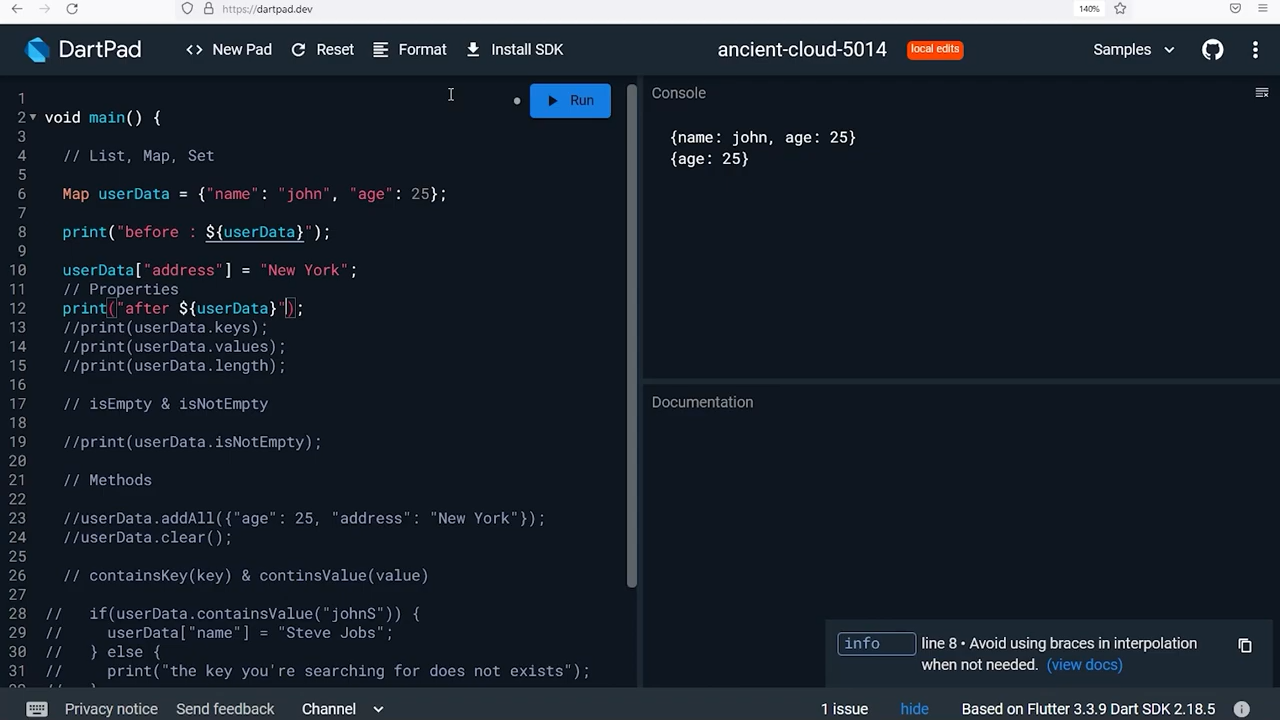 https://dartpad.dev
140%
DartPad
<> New Pad
Reset
Format
Install SDK
ancient-cloud-5014
local edits
Samples
1
2 void main() {
3
4 // List, Map, Set
5
6 Map userData = {"name": "john", "age": 25};
7
8 print("before : ${userData}");
9
10 userData["address"] = "New York";
11 // Properties
12 print("after ${userData}");
13 //print(userData.keys);
14 //print(userData.values);
15 //print(userData.length);
16
17 // isEmpty & isNotEmpty
18
19 //print(userData.isNotEmpty);
20
21 // Methods
22
23 //userData.addAll({"age": 25, "address": "New York"});
24 //userData.clear();
25
26 // containsKey(key) & continsValue(value)
27
28 // if(userData.containsValue("johnS")) {
29 // userData["name"] = "Steve Jobs";
30 // } else {
31 // print("the key you're searching for does not exists");
Run
Console
{name: john, age: 25}
{age: 25}
Documentation
info
line 8 • Avoid using braces in interpolation
when not needed. (view docs)
Privacy notice
Send feedback
Channel
1 issue
hide
Based on Flutter 3.3.9 Dart SDK 2.18.5